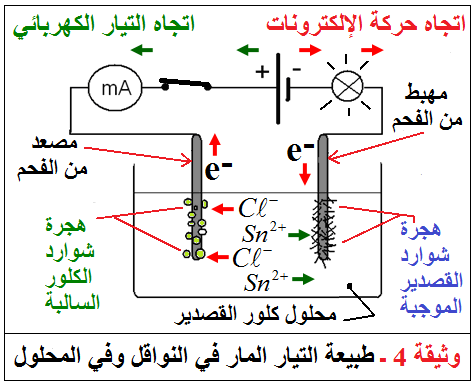 اتجاه حركة الإلكترونات
اتجاه التيار الكهربائي
mA
+
-
مهبط
من الفحم
مصعد
من الفحم
e-
e-
Cℓ−
Sn2+
Cℓ−
Sn2+
هجرة
شوارد
القصدير
الموجبة
هجرة
شوارد
الكلور
السالبة
محلول كلور القصدير
وثيقة 4 - طبيعة التيار المار في النواقل وفي المحلول